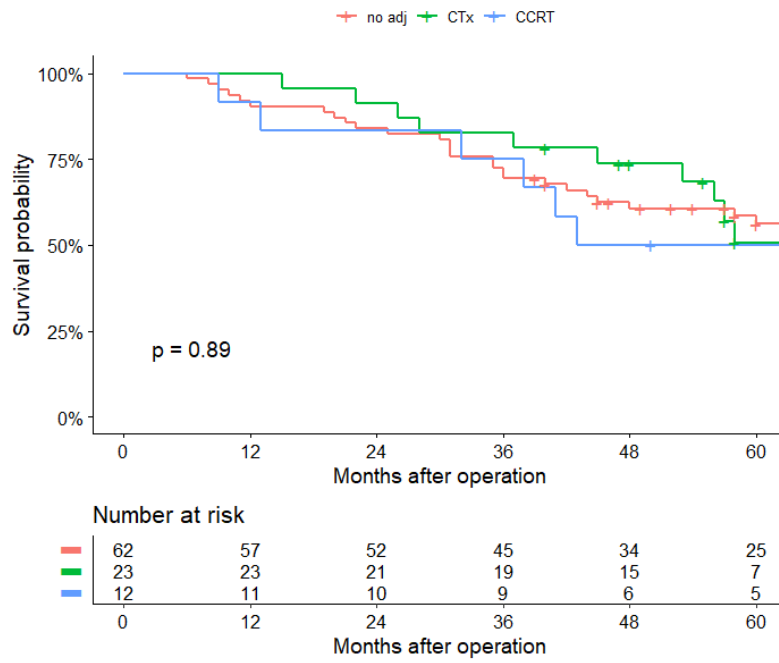 no adj CTx CCRT
100%
75%
50%
25%
0%
Survival probability
p = 0.89
0 12 24 36 48 60
Months after operation
Number at risk
62 57 52 45 34 25
23 23 21 19 15 7
12 11 10 9 6 5
0 12 24 36 48 60
Months after operation